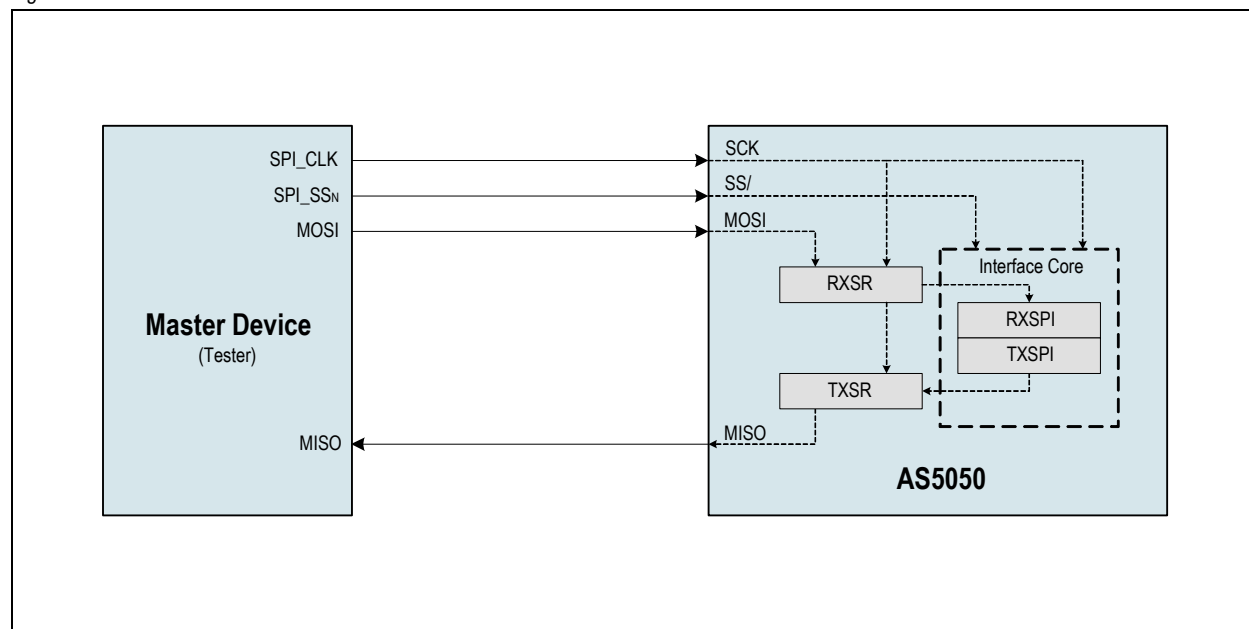 SPI_CLK
SPI_SSN
MOSI
Master Device
(Tester)
MISO
SCK
SS/
MOSI
Interface Core
RXSR
RXSPI
TXSPI
TXSR
MISO
AS5050